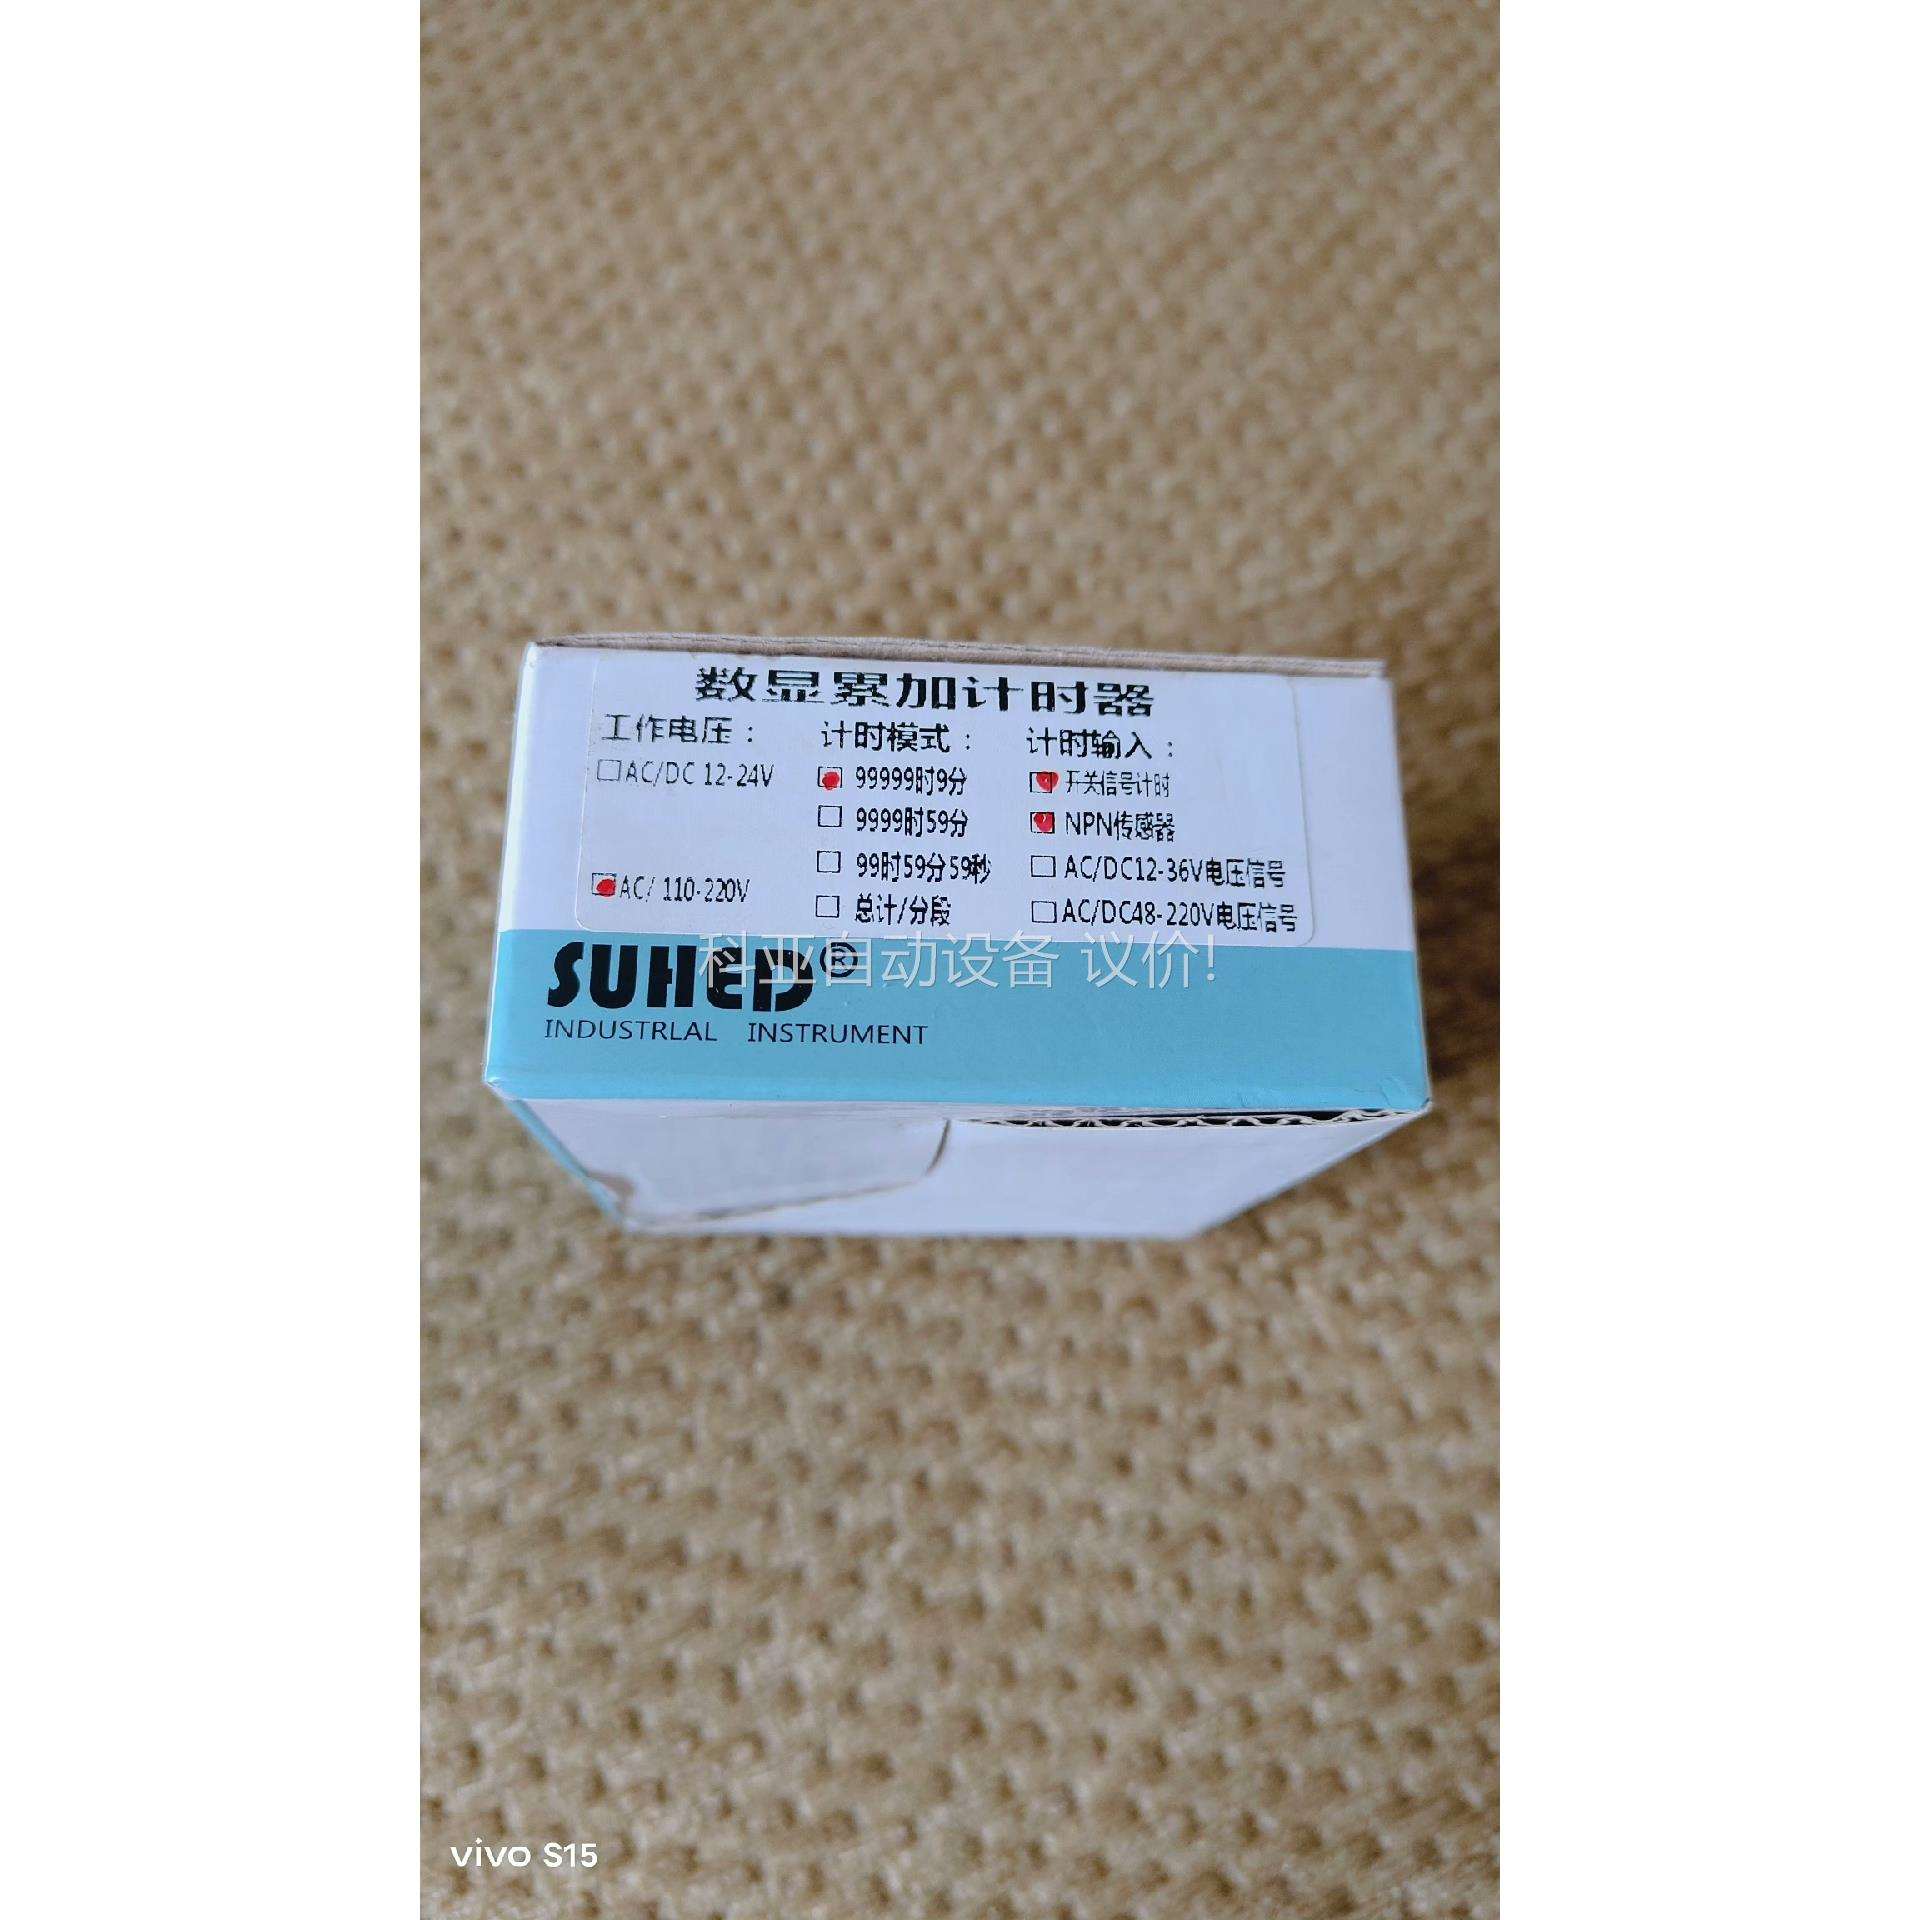 数显累加计时器
工作电压： 计时模式： 计时输入：
AC/DC 12-24V 99999时9分 开关信号计时
9999时59分 NPN传感器
99时59分59秒 AC/DC12-36V电压信号
AC/ 110-220V 总计/分段 AC/DC48-220V电压信号
科亚自动设备 议价!
SUHED®
INDUSTRLAL INSTRUMENT
vivo S15